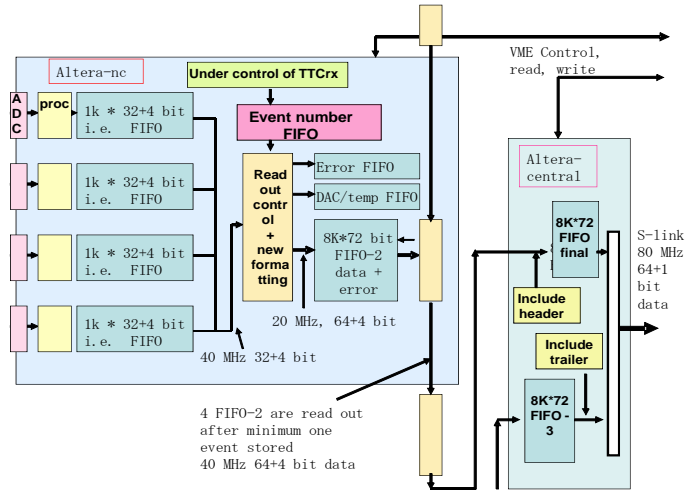 Altera-nc
Under control of TTCrx
VME Control,
read, write
A
D
C
proc
1k * 32+4 bit
i.e. FIFO
Event number
FIFO
Altera-
central
Read
out
contr
ol
+
new
forma
tting
Error FIFO
DAC/temp FIFO
1k * 32+4 bit
i.e. FIFO
8K*72 bit
FIFO-2
data +
error
1k * 32+4 bit
i.e. FIFO
8K*72
FIFO
final
S-link
80 MHz
64+1
bit
data
Include
header
1k * 32+4 bit
i.e. FIFO
20 MHz, 64+4 bit
40 MHz 32+4 bit
Include
trailer
8K*72
FIFO -
3
4 FIFO-2 are read out
after minimum one
event stored
40 MHz 64+4 bit data